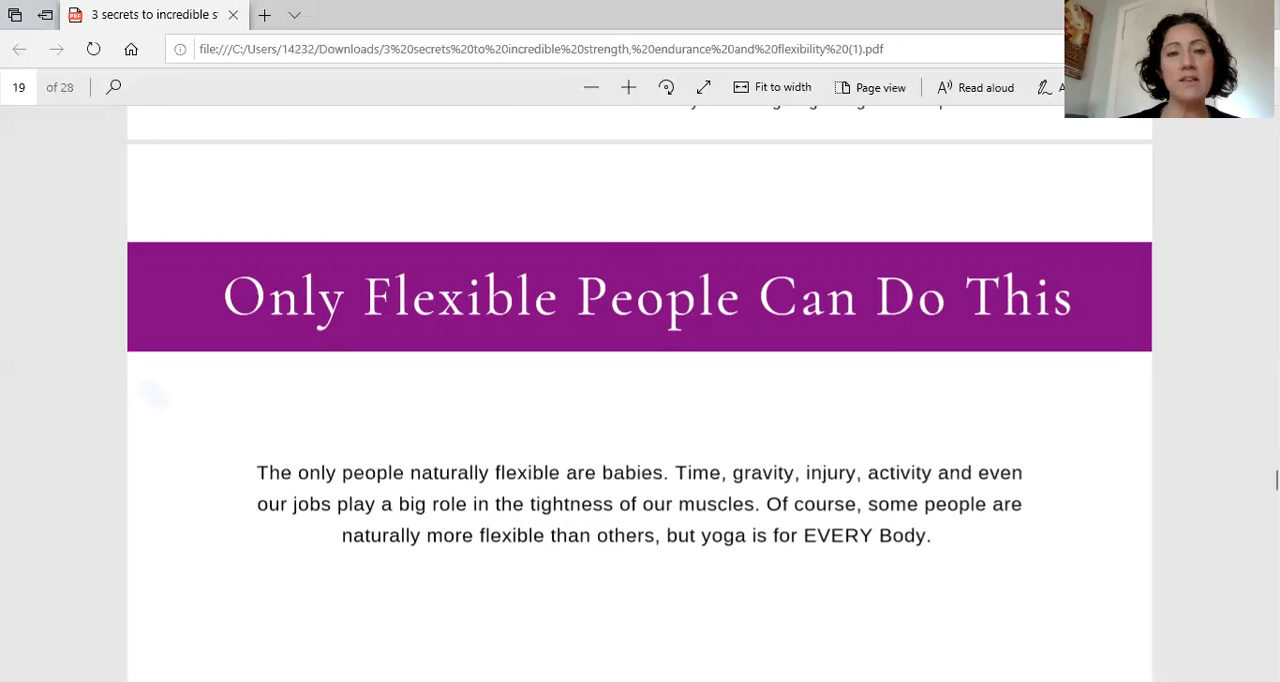 3 secrets to incredible s
file:///C:/Users/14232/Downloads/3%20secrets%20to%20incredible%20strength,%20endurance%20and%20flexibility%20(1).pdf
19 of 28 Fit to width Page view Read aloud
Only Flexible People Can Do This
The only people naturally flexible are babies. Time, gravity, injury, activity and even
our jobs play a big role in the tightness of our muscles. Of course, some people are
naturally more flexible than others, but yoga is for EVERY Body.